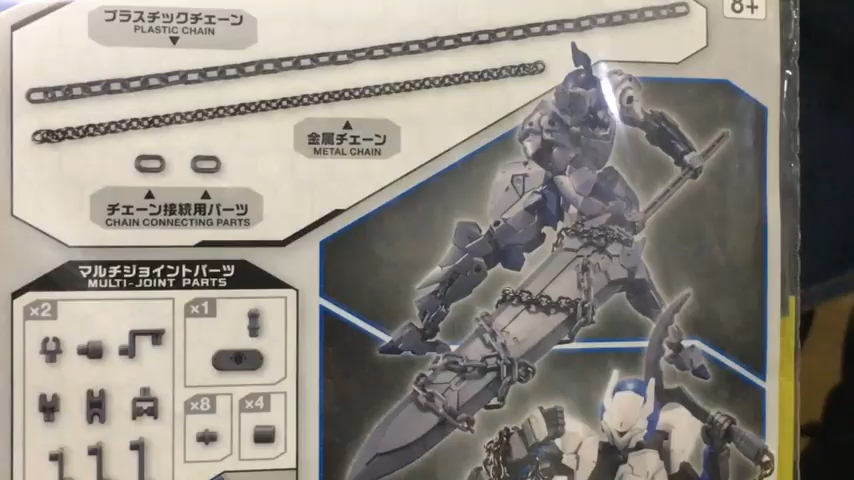 8+
プラスチックチェーン
PLASTIC CHAIN
金属チェーン
METAL CHAIN
チェーン接続用パーツ
CHAIN CONNECTING PARTS
マルチジョイントパーツ
MULTI-JOINT PARTS
×2
×1
×8
×4